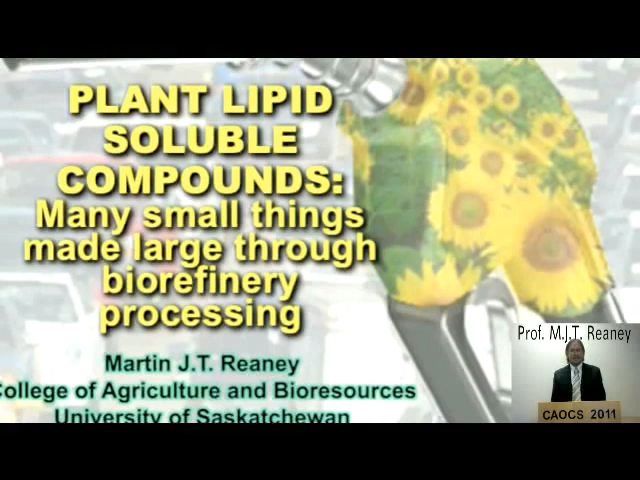 PLANT LIPID
SOLUBLE
COMPOUNDS:
Many small things
made large through
biorefinery
processing
Martin J.T. Reaney
College of Agriculture and Bioresources
University of Saskatchewan
Prof. M.J.T. Reaney
CAOCS 2011